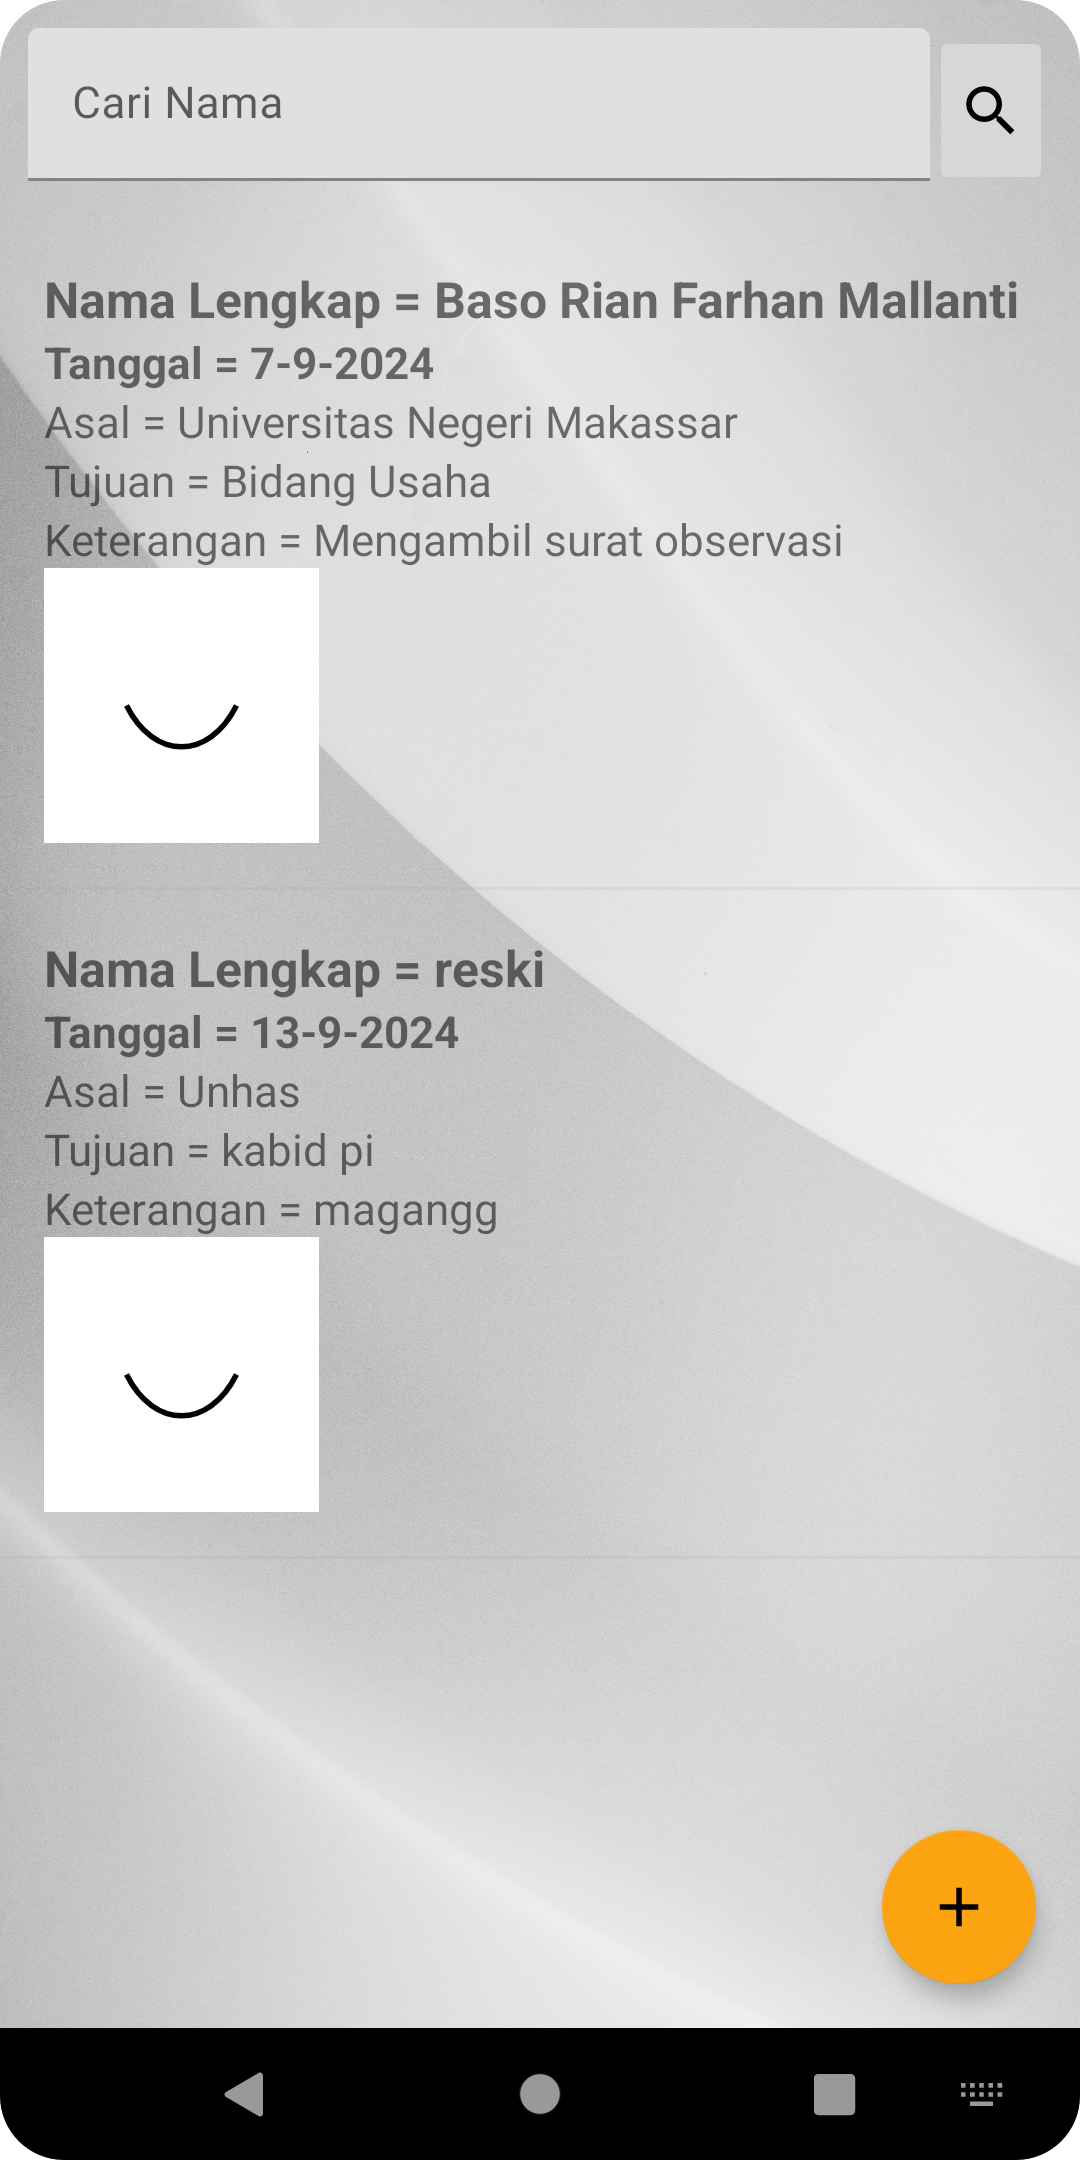 Cari Nama
Nama Lengkap = Baso Rian Farhan Mallanti
Tanggal = 7-9-2024
Asal = Universitas Negeri Makassar
Tujuan = Bidang Usaha
Keterangan = Mengambil surat observasi
Nama Lengkap = reski
Tanggal = 13-9-2024
Asal = Unhas
Tujuan = kabid pi
Keterangan = magangg